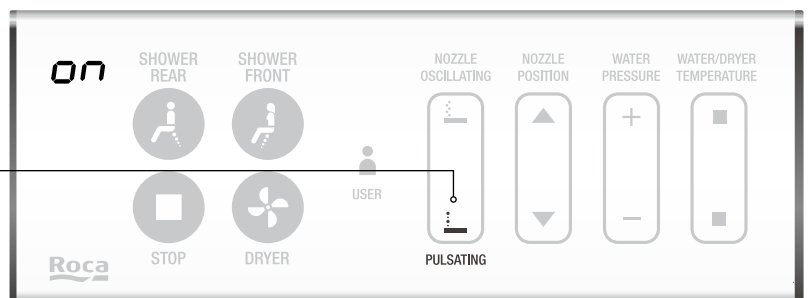 on
SHOWER
REAR
SHOWER
FRONT
NOZZLE
OSCILLATING
NOZZLE
POSITION
WATER
PRESSURE
WATER/DRYER
TEMPERATURE
USER
STOP
DRYER
PULSATING
Roca